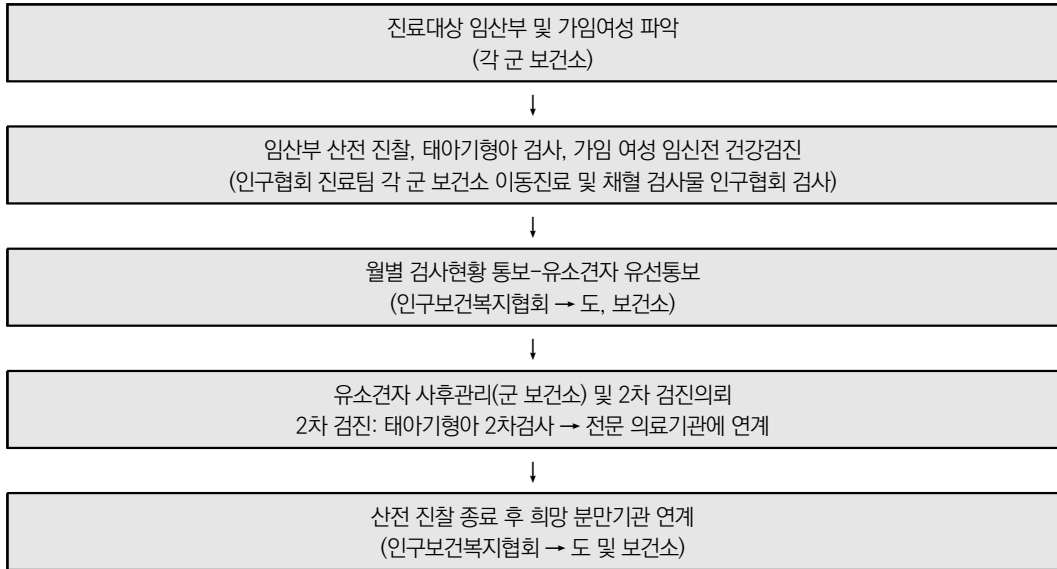 진료대상 임산부 및 가임여성 파악
(각 군 보건소)
↓
임산부 산전 진찰, 태아기형아 검사, 가임 여성 임신전 건강검진
(인구협회 진료팀 각 군 보건소 이동진료 및 채혈 검사물 인구협회 검사)
↓
월별 검사현황 통보-유소견자 유선통보
(인구보건복지협회 → 도, 보건소)
↓
유소견자 사후관리(군 보건소) 및 2차 검진의뢰
2차 검진: 태아기형아 2차검사 → 전문 의료기관에 연계
↓
산전 진찰 종료 후 희망 분만기관 연계
(인구보건복지협회 → 도 및 보건소)